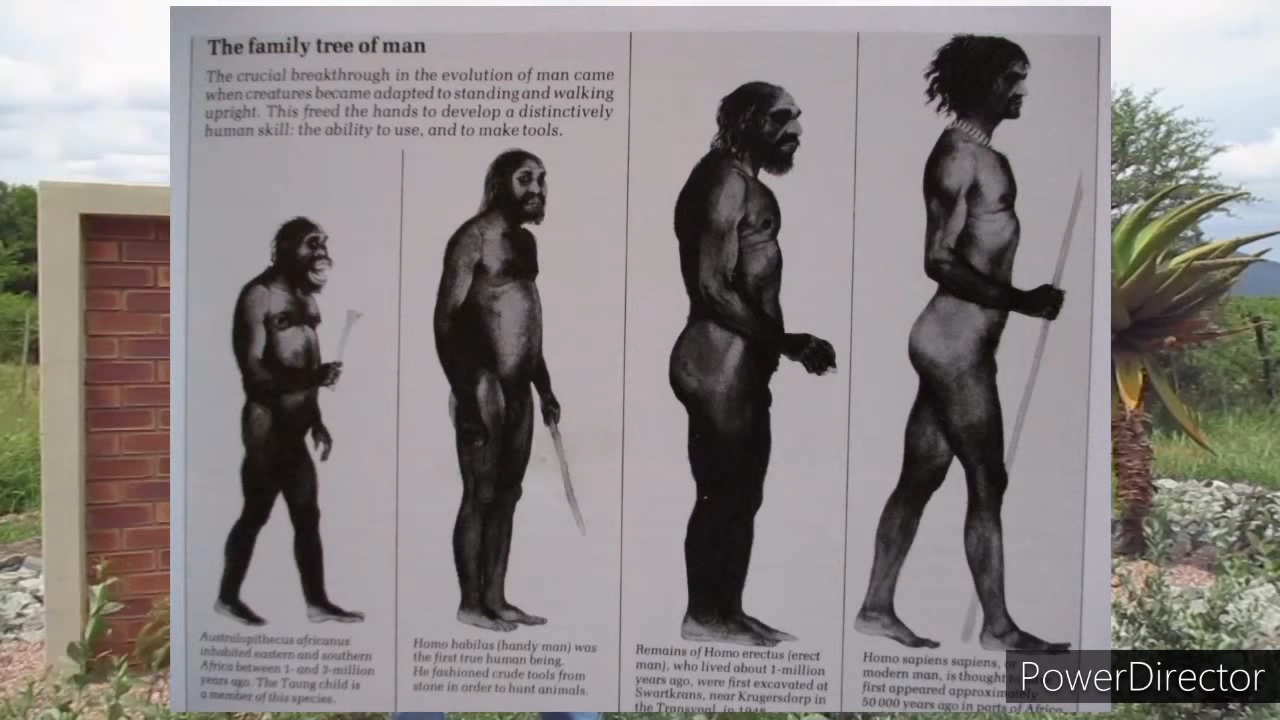 The family tree of man
The crucial breakthrough in the evolution of man came
when creatures became adapted to standing and walking
upright. This freed the hands to develop a distinctively
human skill: the ability to use, and to make tools.
Australopithecus africanus
inhabited eastern and southern
Africa between 1- and 3-million
years ago. The Taung child is
a member of this species.
Homo habilus (handy man) was
the first true human being.
He fashioned crude tools from
stone in order to hunt animals.
Remains of Homo erectus (erect
man), who lived about 1-million
years ago, were first excavated at
Swartkrans, near Krugersdorp in
the Transvaal, in 1948
Homo sapiens sapiens, or
modern man, is thought
first appeared approximately
50 000 years ago in parts of Africa.
PowerDirector